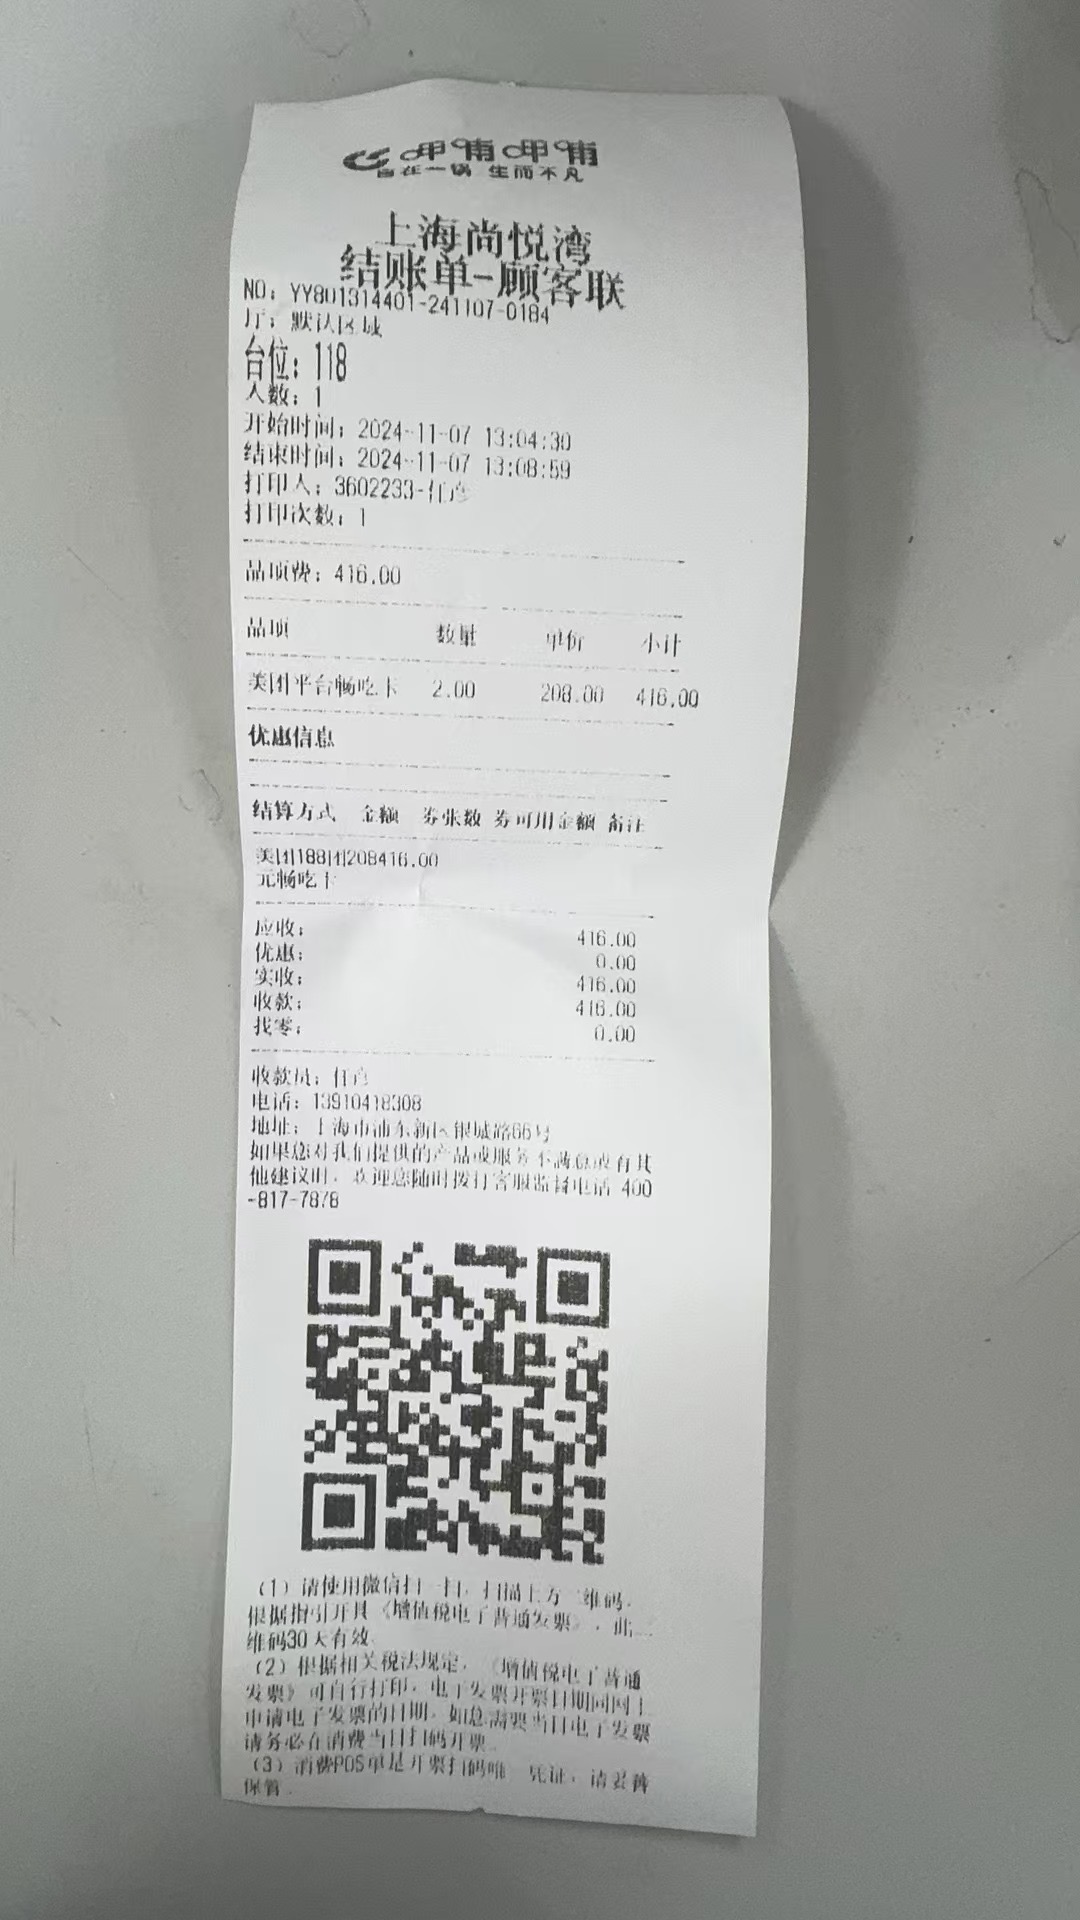 呷哺呷哺
自在一锅 生而不凡
上海尚悦湾
结账单-顾客联
NO：YY801314401-241107-0184
厅：默认区域
台位：118
人数：1
开始时间：2024-11-07 13:04:30
结束时间：2024-11-07 13:08:59
打印人：3602233-任彦
打印次数：1
品项费：416.00
品项 数量 单价 小计
美团平台畅吃卡 2.00 208.00 416.00
优惠信息
结算方式 金额 券张数 券可用金额 备注
美团188团208416.00
元畅吃卡
应收： 416.00
优惠： 0.00
实收： 416.00
收款： 416.00
找零： 0.00
收款员：任彦
电话：13910418308
地址：上海市浦东新区银城路66号
如果您对我们提供的产品或服务不满意或有其
他建议时，欢迎您随时拨打客服监督电话 400
-817-7878
（1）请使用微信扫一扫，扫描上方二维码，
根据指引开具《增值税电子普通发票》，此二
维码30天有效。
（2）根据相关税法规定，《增值税电子普通
发票》可自行打印，电子发票开票日期同网上
申请电子发票的日期，如您需要当日电子发票
请务必在消费当日扫码开票。
（3）消费POS单是开票扫码唯一凭证，请妥善
保管。